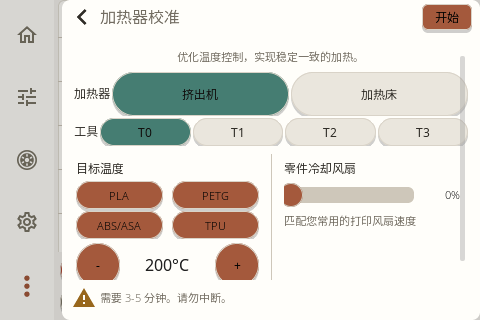 加热器校准
开始
优化温度控制，实现稳定一致的加热。
加热器 挤出机 加热床
工具 T0 T1 T2 T3
目标温度
PLA PETG
ABS/ASA TPU
- 200°C +
零件冷却风扇
0%
匹配您常用的打印风扇速度
需要 3-5 分钟。请勿中断。